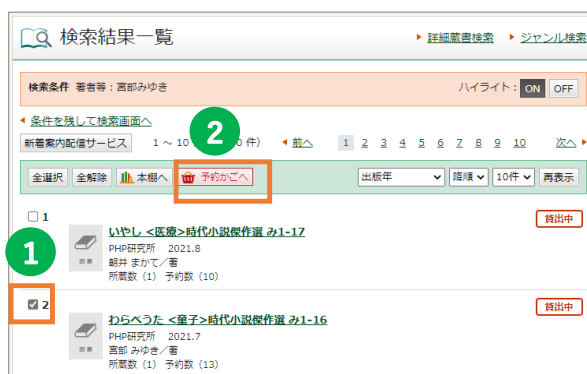 検索結果一覧
詳細蔵書検索 ジャンル検索
検索条件 著者等：宮部みゆき ハイライト： ON OFF
条件を残して検索画面へ
2
新着案内配信サービス 1 ～ 10 件） 前へ 1 2 3 4 5 6 7 8 9 10 次へ
全選択 全解除 本棚へ 予約かごへ 出版年 降順 10件 再表示
1 貸出中
1
いやし <医療>時代小説傑作選 み1-17
PHP研究所 2021.8
朝井 まかて／著
図書
所蔵数（1） 予約数（10）
2 貸出中
わらべうた <童子>時代小説傑作選 み1-16
PHP研究所 2021.7
宮部 みゆき／著
図書
所蔵数（1） 予約数（13）